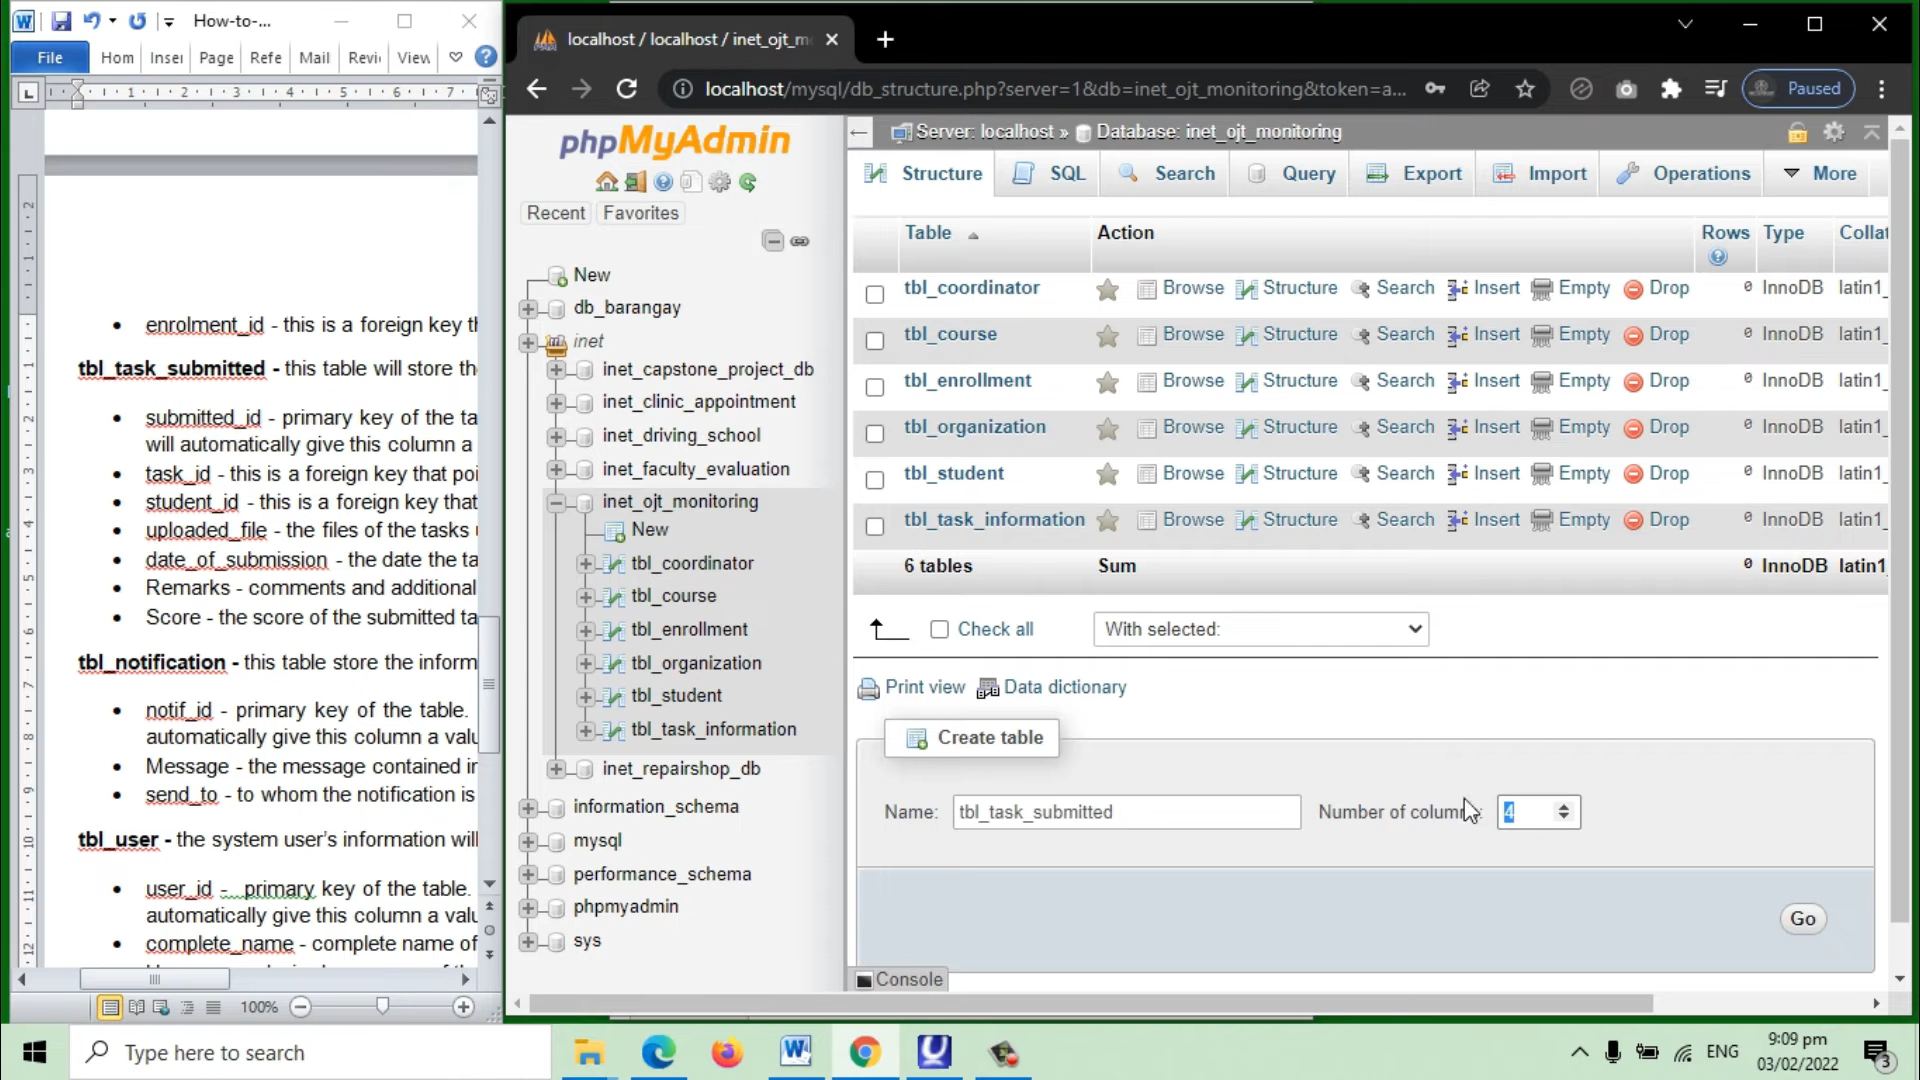 How-to-...
File Hom Inser Page Refe Mail Revi View
1 2 3 4 5 6 7
enrolment_id - this is a foreign key th
tbl_task_submitted - this table will store the
submitted_id - primary key of the ta
will automatically give this column a
task_id - this is a foreign key that poi
student_id - this is a foreign key that
uploaded_file - the files of the tasks
date_of_submission - the date the ta
Remarks - comments and additional
Score - the score of the submitted ta
tbl_notification - this table store the inform
notif_id - primary key of the table.
automatically give this column a valu
Message - the message contained in
send_to - to whom the notification is
tbl_user - the system user's information will
user_id - primary key of the table.
automatically give this column a valu
complete_name - complete name of
100%
localhost / localhost / inet_ojt_m
localhost/mysql/db_structure.php?server=1&db=inet_ojt_monitoring&token=a...
Paused
phpMyAdmin
Recent Favorites
New
db_barangay
inet
inet_capstone_project_db
inet_clinic_appointment
inet_driving_school
inet_faculty_evaluation
inet_ojt_monitoring
New
tbl_coordinator
tbl_course
tbl_enrollment
tbl_organization
tbl_student
tbl_task_information
inet_repairshop_db
information_schema
mysql
performance_schema
phpmyadmin
sys
Server: localhost » Database: inet_ojt_monitoring
Structure SQL Search Query Export Import Operations More
Table Action Rows Type Collat
tbl_coordinator Browse Structure Search Insert Empty Drop 0 InnoDB latin1_
tbl_course Browse Structure Search Insert Empty Drop 0 InnoDB latin1_
tbl_enrollment Browse Structure Search Insert Empty Drop 0 InnoDB latin1_
tbl_organization Browse Structure Search Insert Empty Drop 0 InnoDB latin1_
tbl_student Browse Structure Search Insert Empty Drop 0 InnoDB latin1_
tbl_task_information Browse Structure Search Insert Empty Drop 0 InnoDB latin1_
6 tables Sum 0 InnoDB latin1_
Check all With selected:
Print view Data dictionary
Create table
Name: tbl_task_submitted Number of colum : 4
Go
Console
Type here to search
ENG
9:09 pm
03/02/2022
3